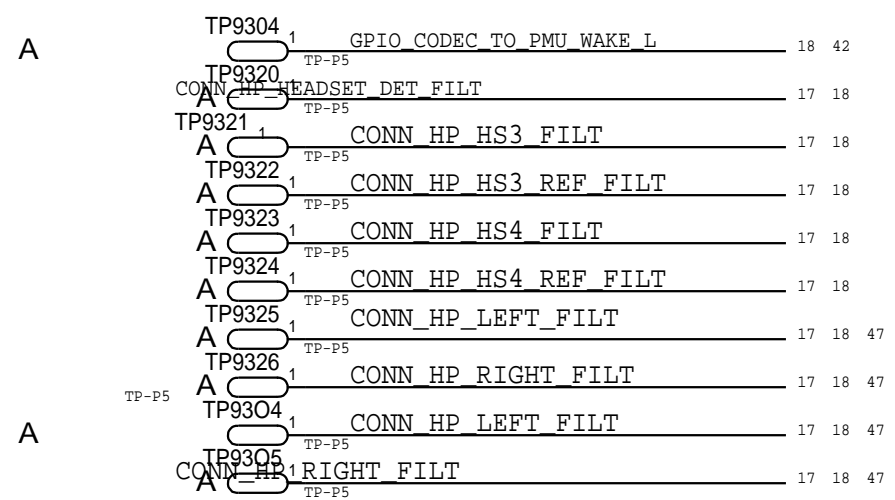 TP9304
A 1 GPIO_CODEC_TO_PMU_WAKE_L 18 42
TP-P5
TP9320
A 1 CONN_HP_HEADSET_DET_FILT 17 18
TP-P5
TP9321
A 1 CONN_HP_HS3_FILT 17 18
TP-P5
TP9322
A 1 CONN_HP_HS3_REF_FILT 17 18
TP-P5
TP9323
A 1 CONN_HP_HS4_FILT 17 18
TP-P5
TP9324
A 1 CONN_HP_HS4_REF_FILT 17 18
TP-P5
TP9325
A 1 CONN_HP_LEFT_FILT 17 18 47
TP-P5
TP9326
A 1 CONN_HP_RIGHT_FILT 17 18 47
TP-P5
TP93O4
A 1 CONN_HP_LEFT_FILT 17 18 47
TP-P5
TP93O5
A 1 CONN_HP_RIGHT_FILT 17 18 47
TP-P5